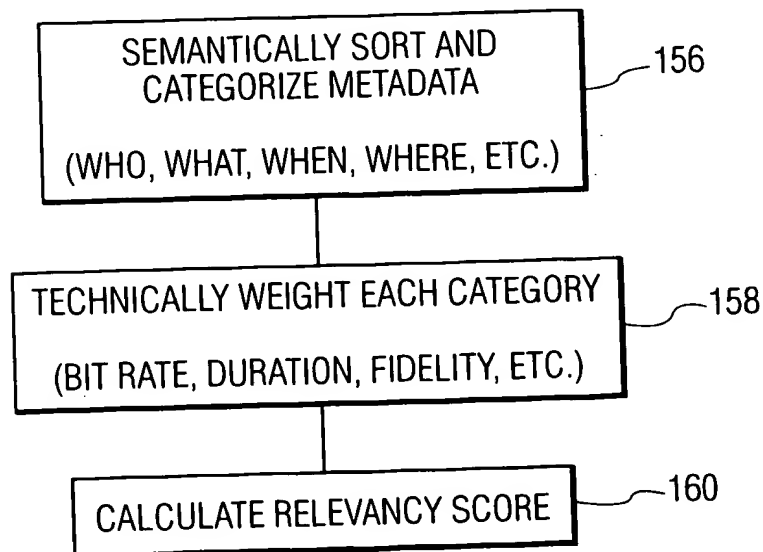 SEMANTICALLY SORT AND
CATEGORIZE METADATA
(WHO, WHAT, WHEN, WHERE, ETC.)
156
TECHNICALLY WEIGHT EACH CATEGORY
(BIT RATE, DURATION, FIDELITY, ETC.)
158
CALCULATE RELEVANCY SCORE
160